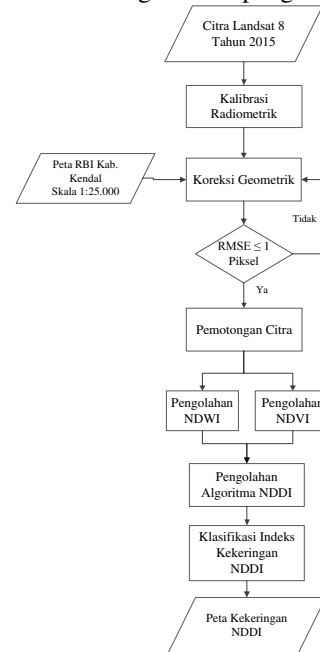 Citra Landsat 8
Tahun 2015
Kalibrasi
Radiometrik
Peta RBI Kab.
Kendal
Skala 1:25.000
Koreksi Geometrik
Tidak
RMSE ≤ 1
Piksel
Ya
Pemotongan Citra
Pengolahan
NDWI
Pengolahan
NDVI
Pengolahan
Algoritma NDDI
Klasifikasi Indeks
Kekeringan
NDDI
Peta Kekeringan
NDDI